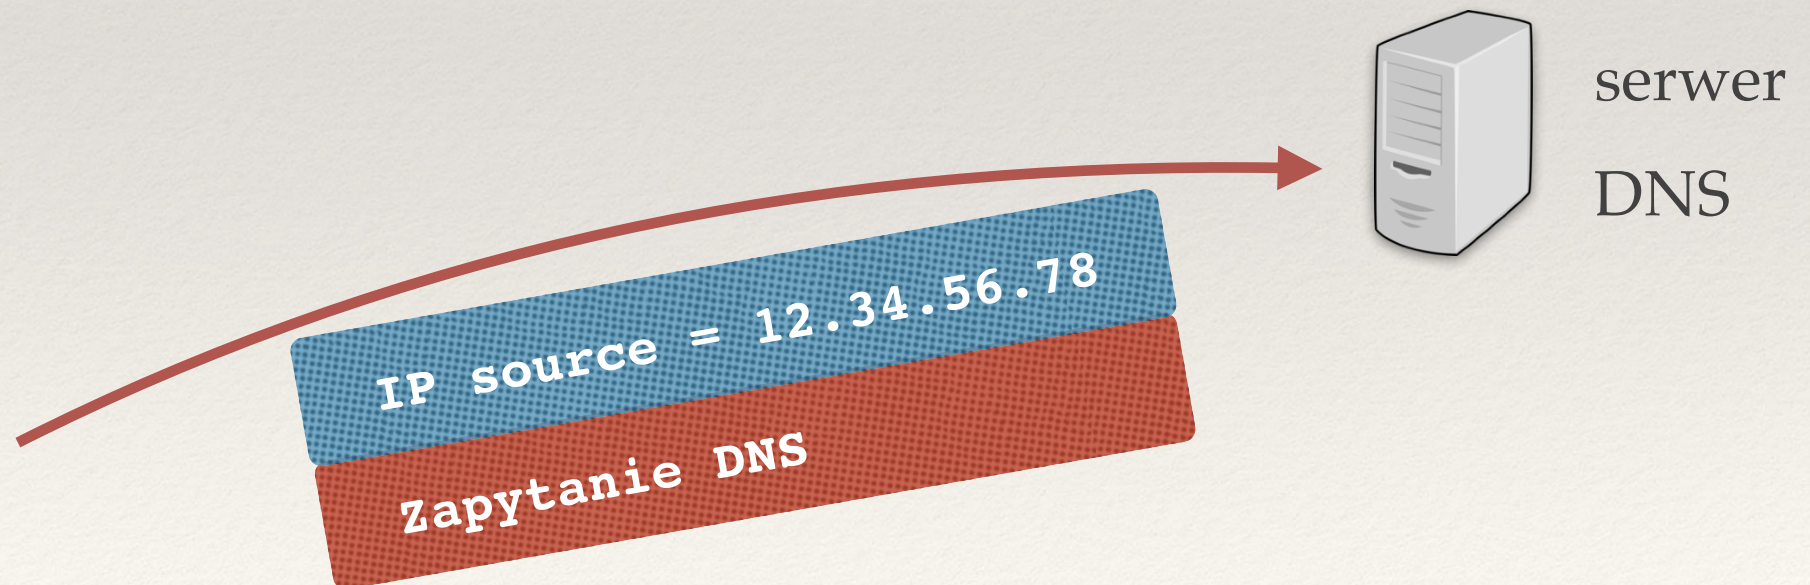 serwer
DNS
IP source = 12.34.56.78
Zapytanie DNS